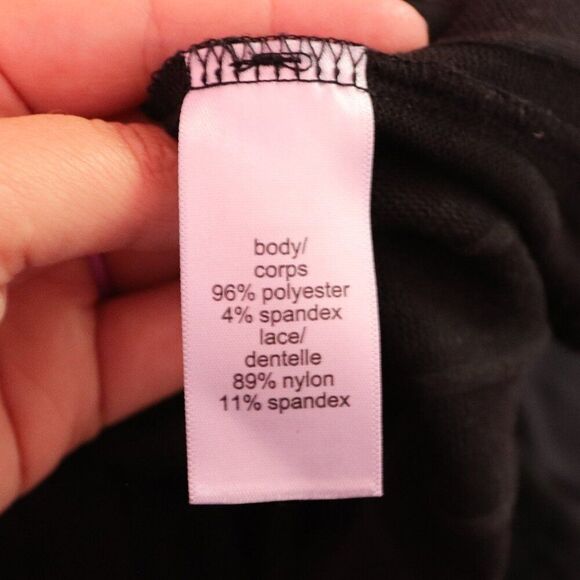 body/
corps
96% polyester
4% spandex
lace/
dentelle
89% nylon
11% spandex